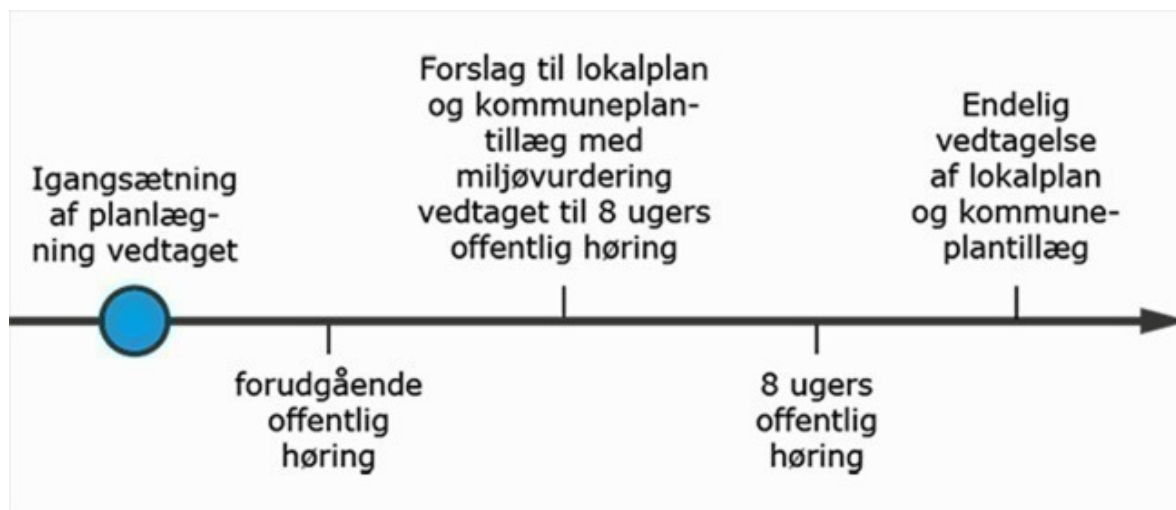 Igangsætning
af planlæg-
ning vedtaget
forudgående
offentlig
høring
Forslag til lokalplan
og kommuneplan-
tillæg med
miljøvurdering
vedtaget til 8 ugers
offentlig høring
8 ugers
offentlig
høring
Endelig
vedtagelse
af lokalplan
og kommune-
plantillæg